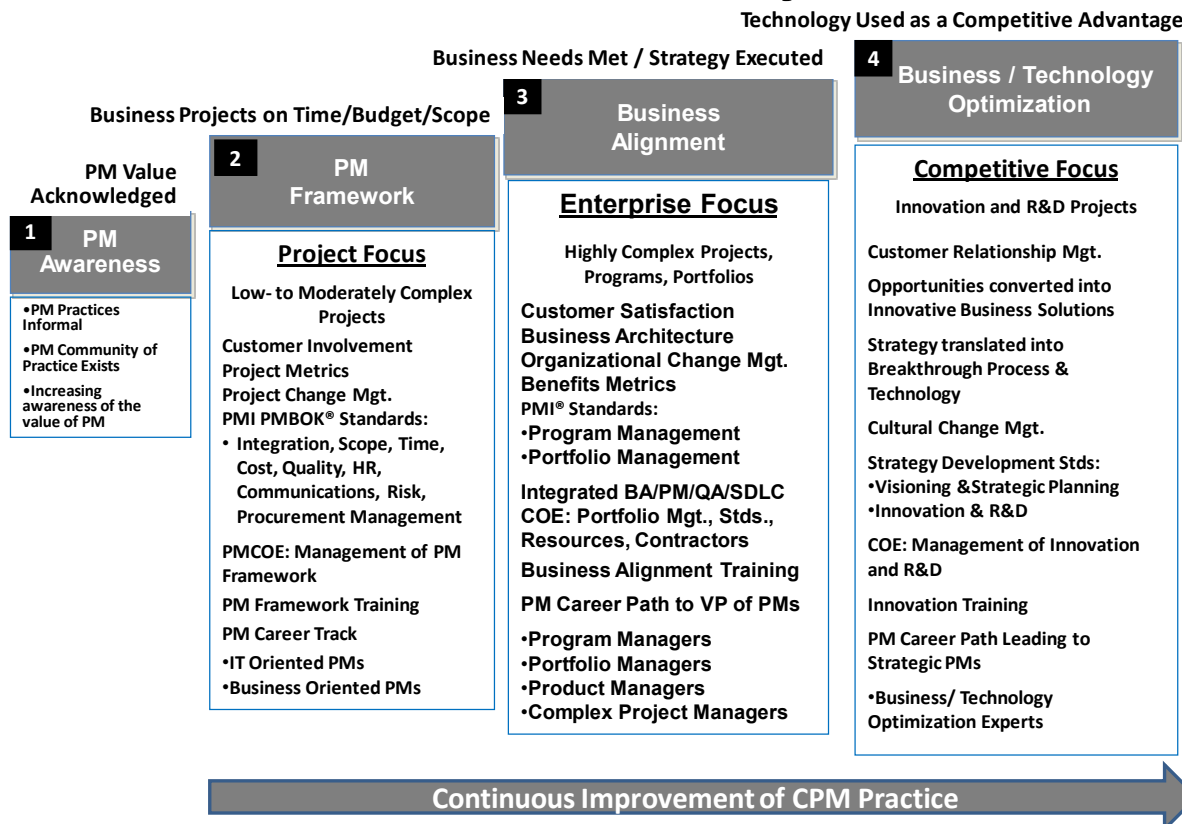 Technology Used as a Competitive Advantage
Business Needs Met / Strategy Executed
Business Projects on Time/Budget/Scope
PM Value
Acknowledged
1
PM
Awareness
•PM Practices
Informal
•PM Community of
Practice Exists
•Increasing
awareness of the
value of PM
2
PM
Framework
Project Focus
Low- to Moderately Complex
Projects
Customer Involvement
Project Metrics
Project Change Mgt.
PMI PMBOK® Standards:
• Integration, Scope, Time,
Cost, Quality, HR,
Communications, Risk,
Procurement Management
PMCOE: Management of PM
Framework
PM Framework Training
PM Career Track
•IT Oriented PMs
•Business Oriented PMs
3
Business
Alignment
Enterprise Focus
Highly Complex Projects,
Programs, Portfolios
Customer Satisfaction
Business Architecture
Organizational Change Mgt.
Benefits Metrics
PMI® Standards:
•Program Management
•Portfolio Management
Integrated BA/PM/QA/SDLC
COE: Portfolio Mgt., Stds.,
Resources, Contractors
Business Alignment Training
PM Career Path to VP of PMs
•Program Managers
•Portfolio Managers
•Product Managers
•Complex Project Managers
4
Business / Technology
Optimization
Competitive Focus
Innovation and R&D Projects
Customer Relationship Mgt.
Opportunities converted into
Innovative Business Solutions
Strategy translated into
Breakthrough Process &
Technology
Cultural Change Mgt.
Strategy Development Stds:
•Visioning &Strategic Planning
•Innovation & R&D
COE: Management of Innovation
and R&D
Innovation Training
PM Career Path Leading to
Strategic PMs
•Business/ Technology
Optimization Experts
Continuous Improvement of CPM Practice